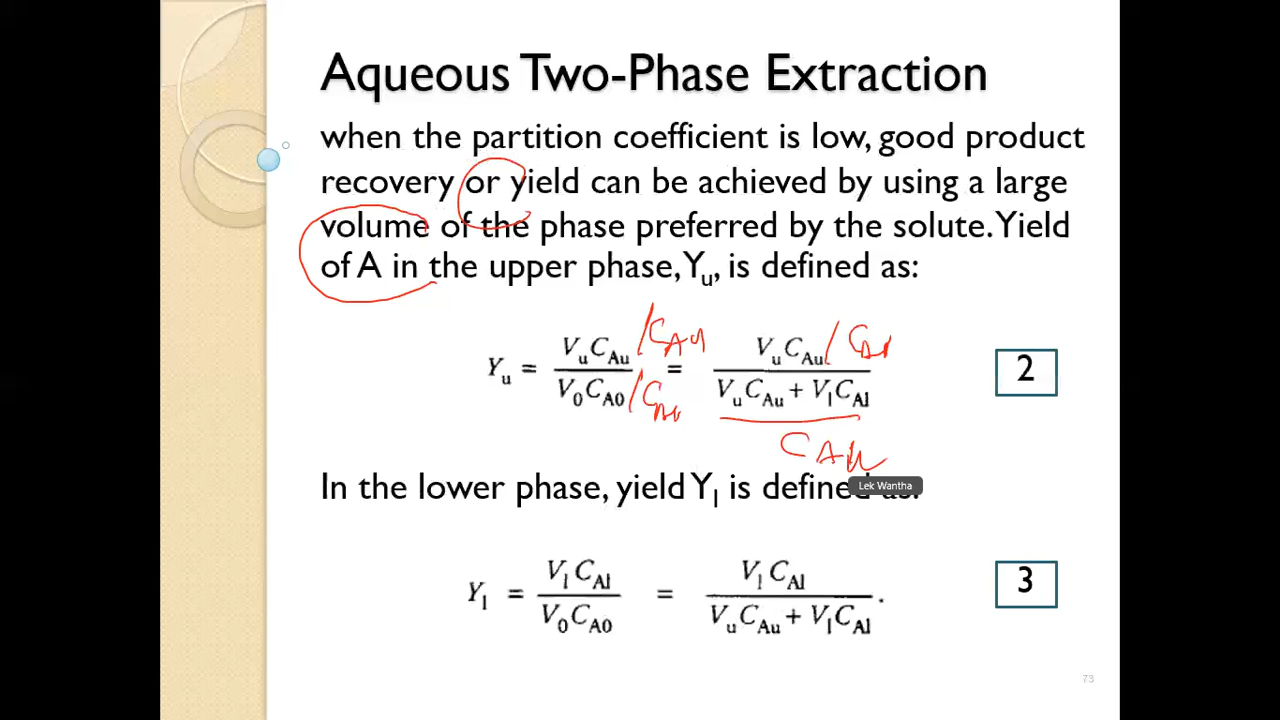 Aqueous Two-Phase Extraction
when the partition coefficient is low, good product
recovery or yield can be achieved by using a large
volume of the phase preferred by the solute. Yield
of A in the upper phase, Yu, is defined as:
Yu = VuCAu / V0CA0 = VuCAu / VuCAu + VlCAl
/CAu
/CAu
2
CAu
Lek Wantha
In the lower phase, yield Yl is defined as:
Yl = VlCAl / V0CA0 = VlCAl / VuCAu + VlCAl .
3
73